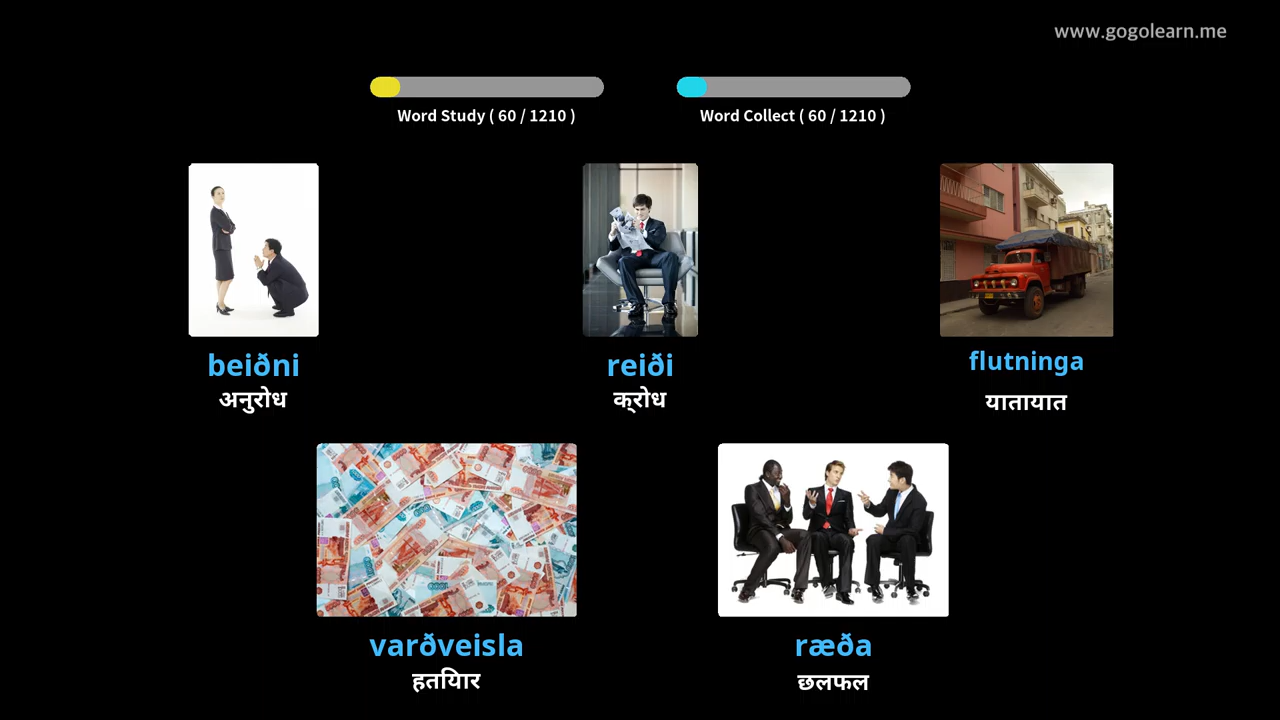 www.gogolearn.me
Word Study ( 60 / 1210 )
Word Collect ( 60 / 1210 )
beiðni
अनुरोध
reiði
क्रोध
flutninga
यातायात
varðveisla
हतियार
ræða
छलफल